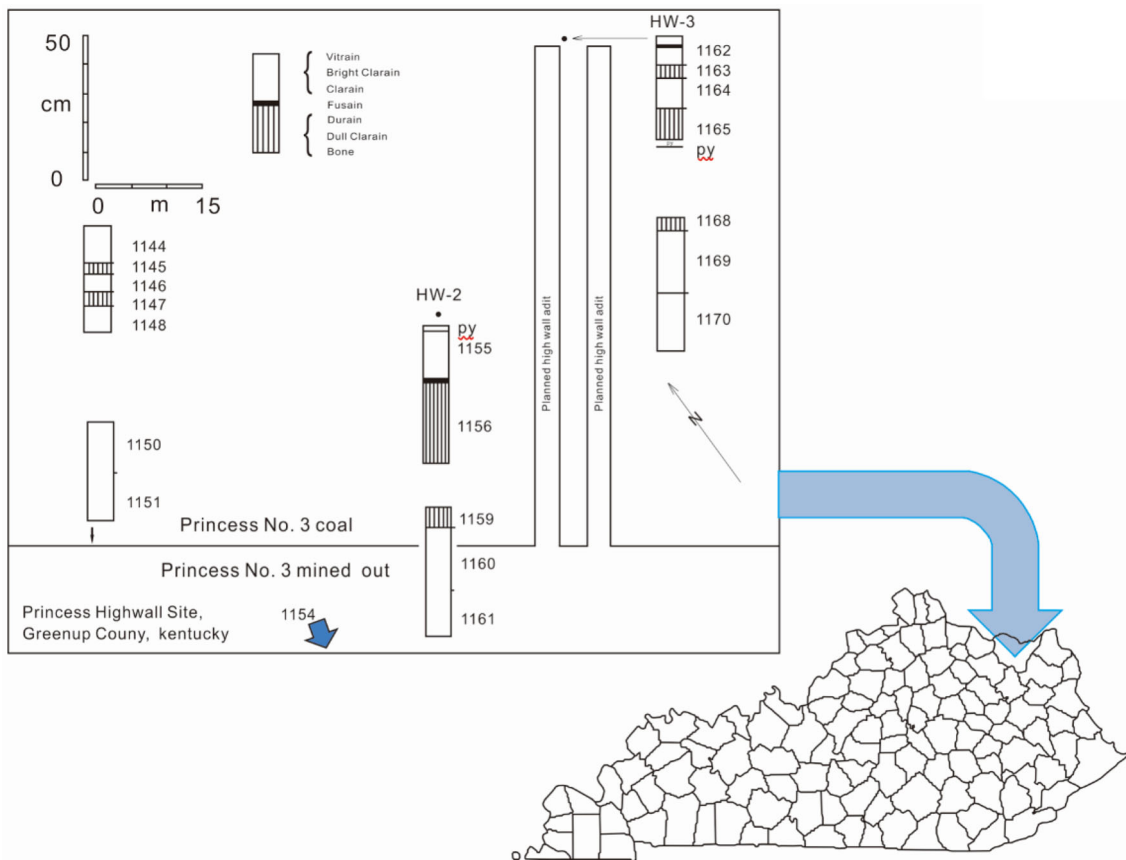 50
cm
0
0 m 15
Vitrain
Bright Clarain
Clarain
Fusain
Durain
Dull Clarain
Bone
HW-3
1162
1163
1164
1165
py
py
1168
1169
1170
1144
1145
1146
1147
1148
1150
1151
HW-2
py
1155
1156
1159
1160
1161
Planned high wall adit
Planned high wall adit
N
Princess No. 3 coal
Princess No. 3 mined out
Princess Highwall Site,
Greenup Couny, kentucky
1154